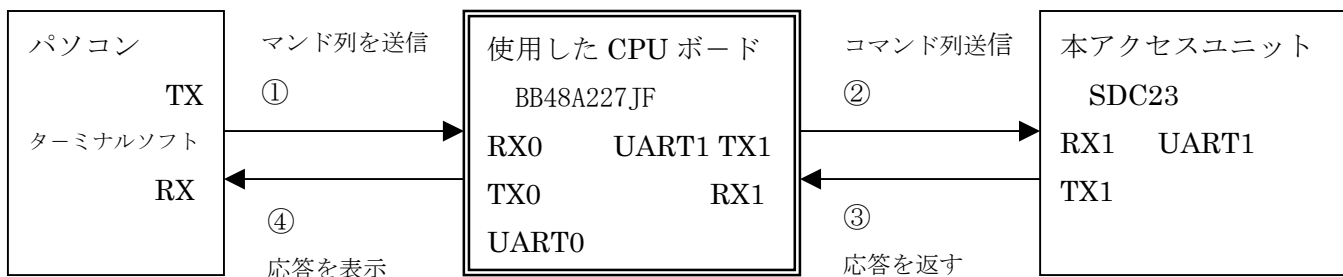 パソコン
TX
ターミナルソフト
RX
マンド列を送信
①
④
応答を表示
使用した CPU ボード
BB48A227JF
RX0 UART1 TX1
TX0 RX1
UART0
コマンド列送信
②
③
応答を返す
本アクセスユニット
SDC23
RX1 UART1
TX1